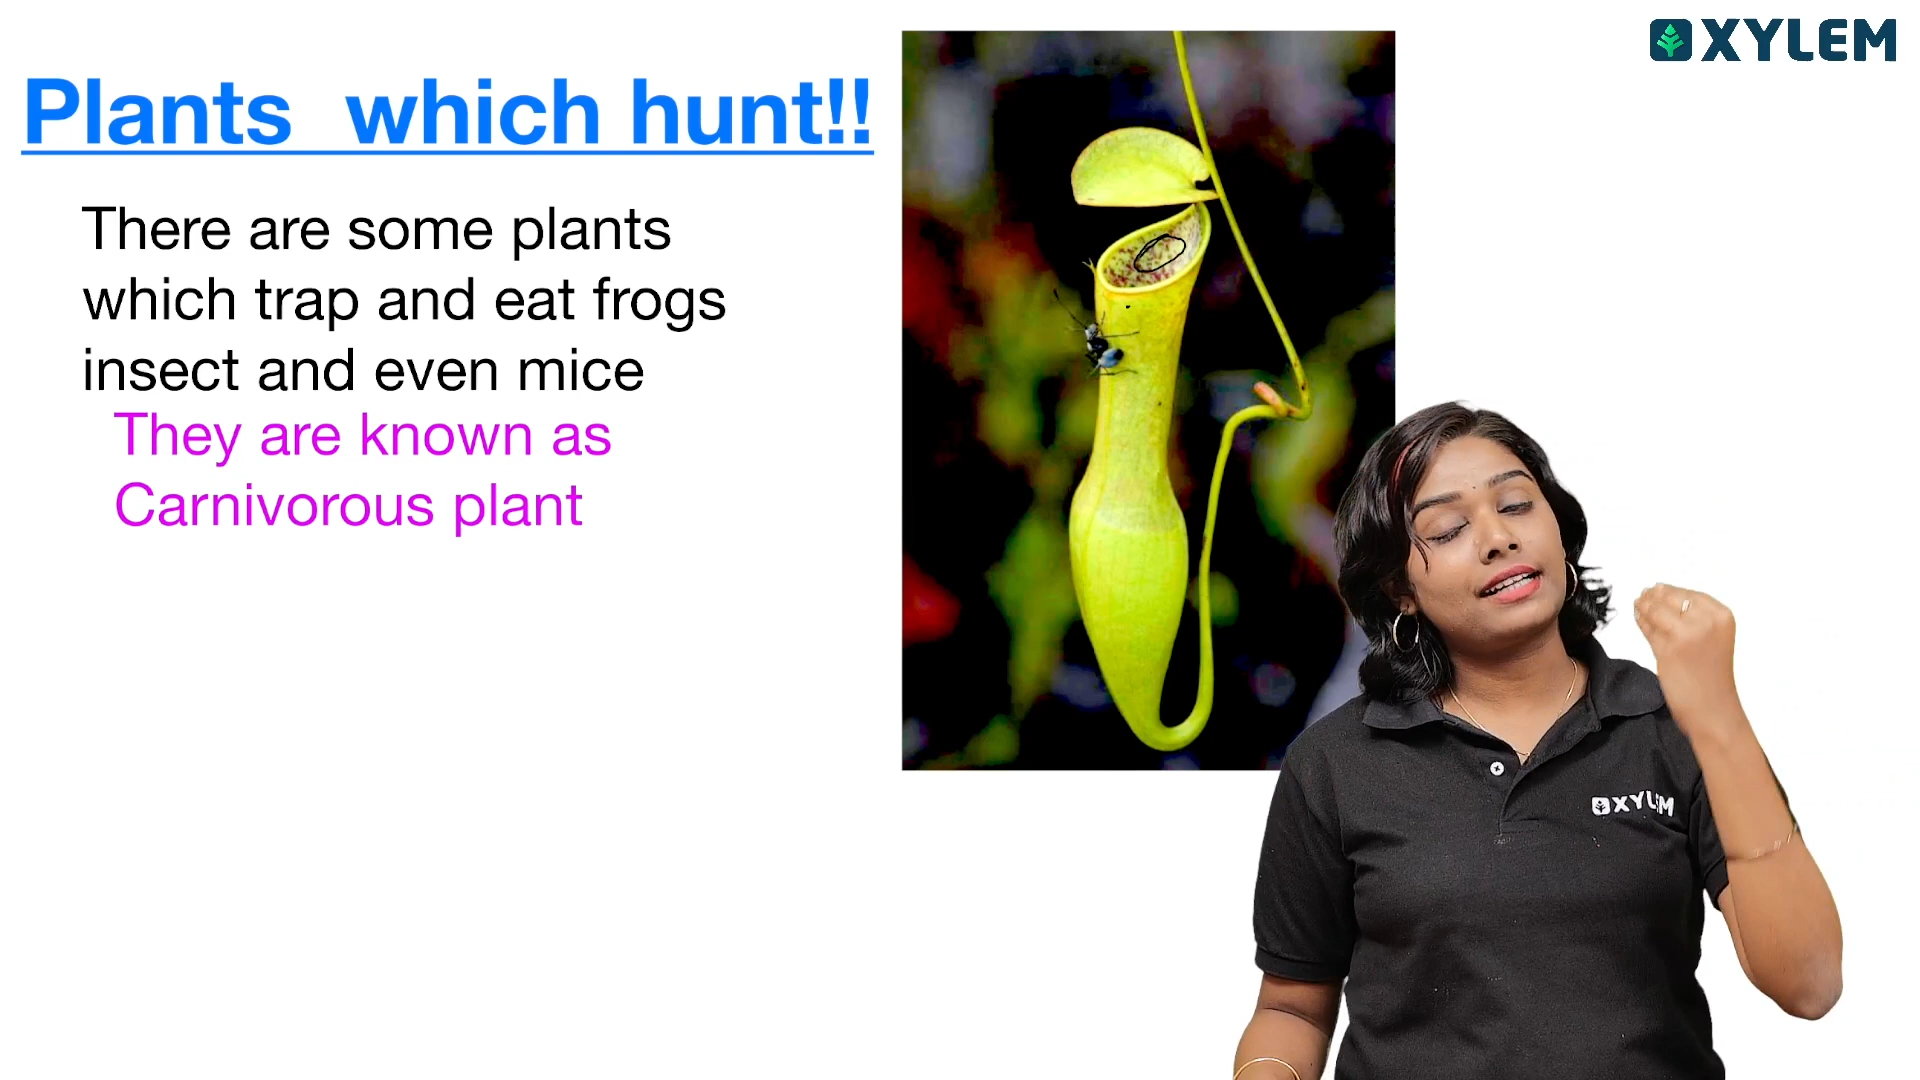 Plants which hunt!!
There are some plants
which trap and eat frogs
insect and even mice
They are known as
Carnivorous plant
XYLEM
XYLEM